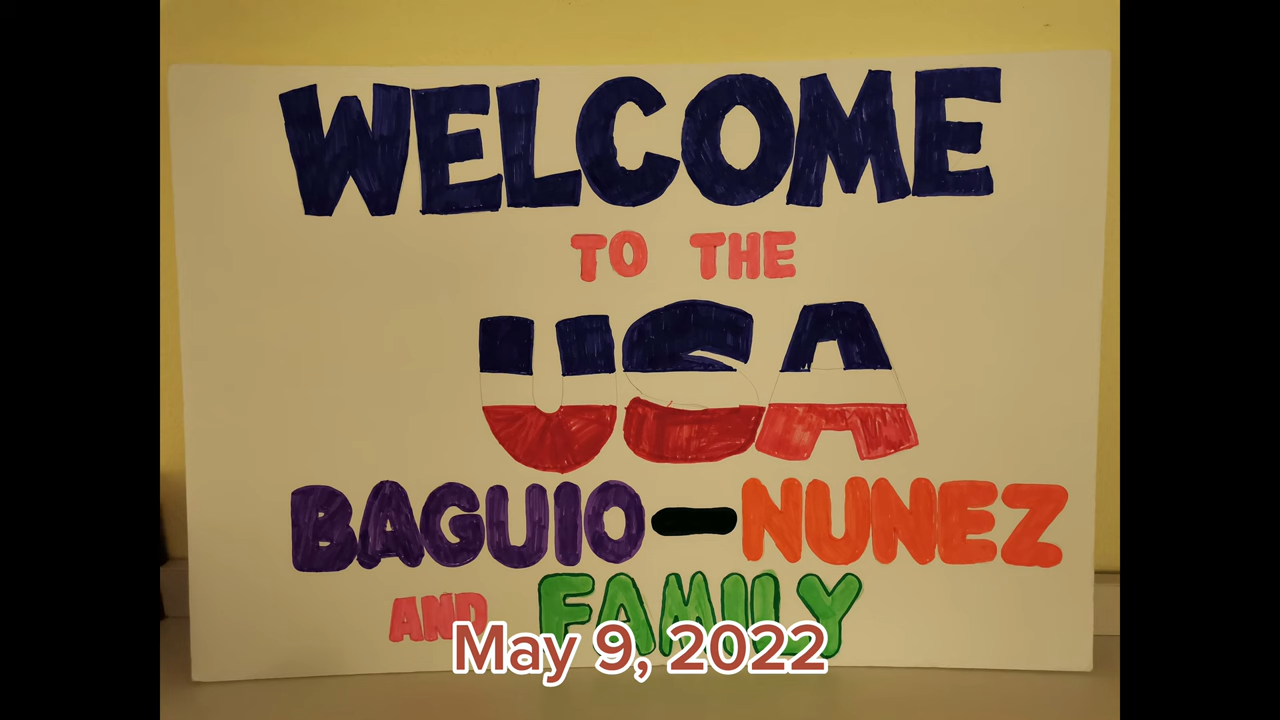 WELCOME
TO THE
USA
BAGUIO-NUNEZ
AND FAMILY
May 9, 2022